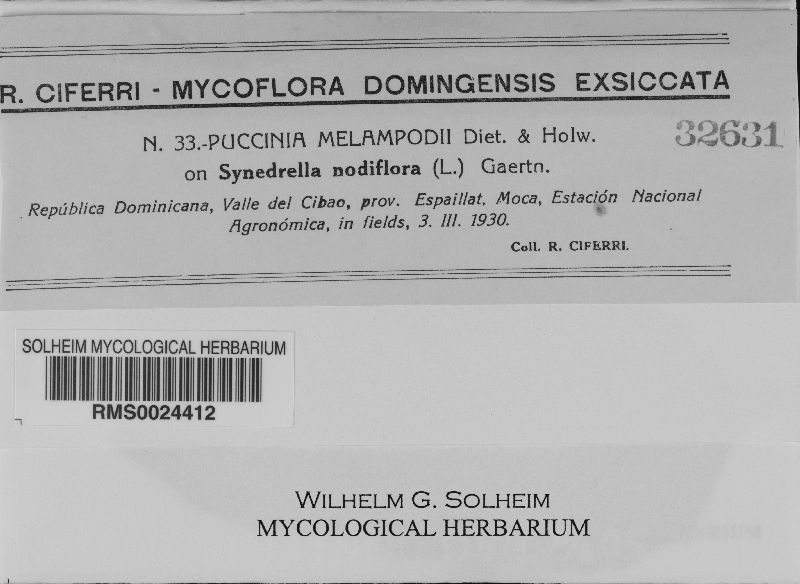 R. CIFERRI - MYCOFLORA DOMINGENSIS EXSICCATA
N. 33.-PUCCINIA MELAMPODII Diet. & Holw.
32631
on Synedrella nodiflora (L.) Gaertn.
República Dominicana, Valle del Cibao, prov. Espaillat, Moca, Estación Nacional
Agronómica, in fields, 3. III. 1930.
Coll. R. CIFERRI.
SOLHEIM MYCOLOGICAL HERBARIUM
RMS0024412
WILHELM G. SOLHEIM
MYCOLOGICAL HERBARIUM